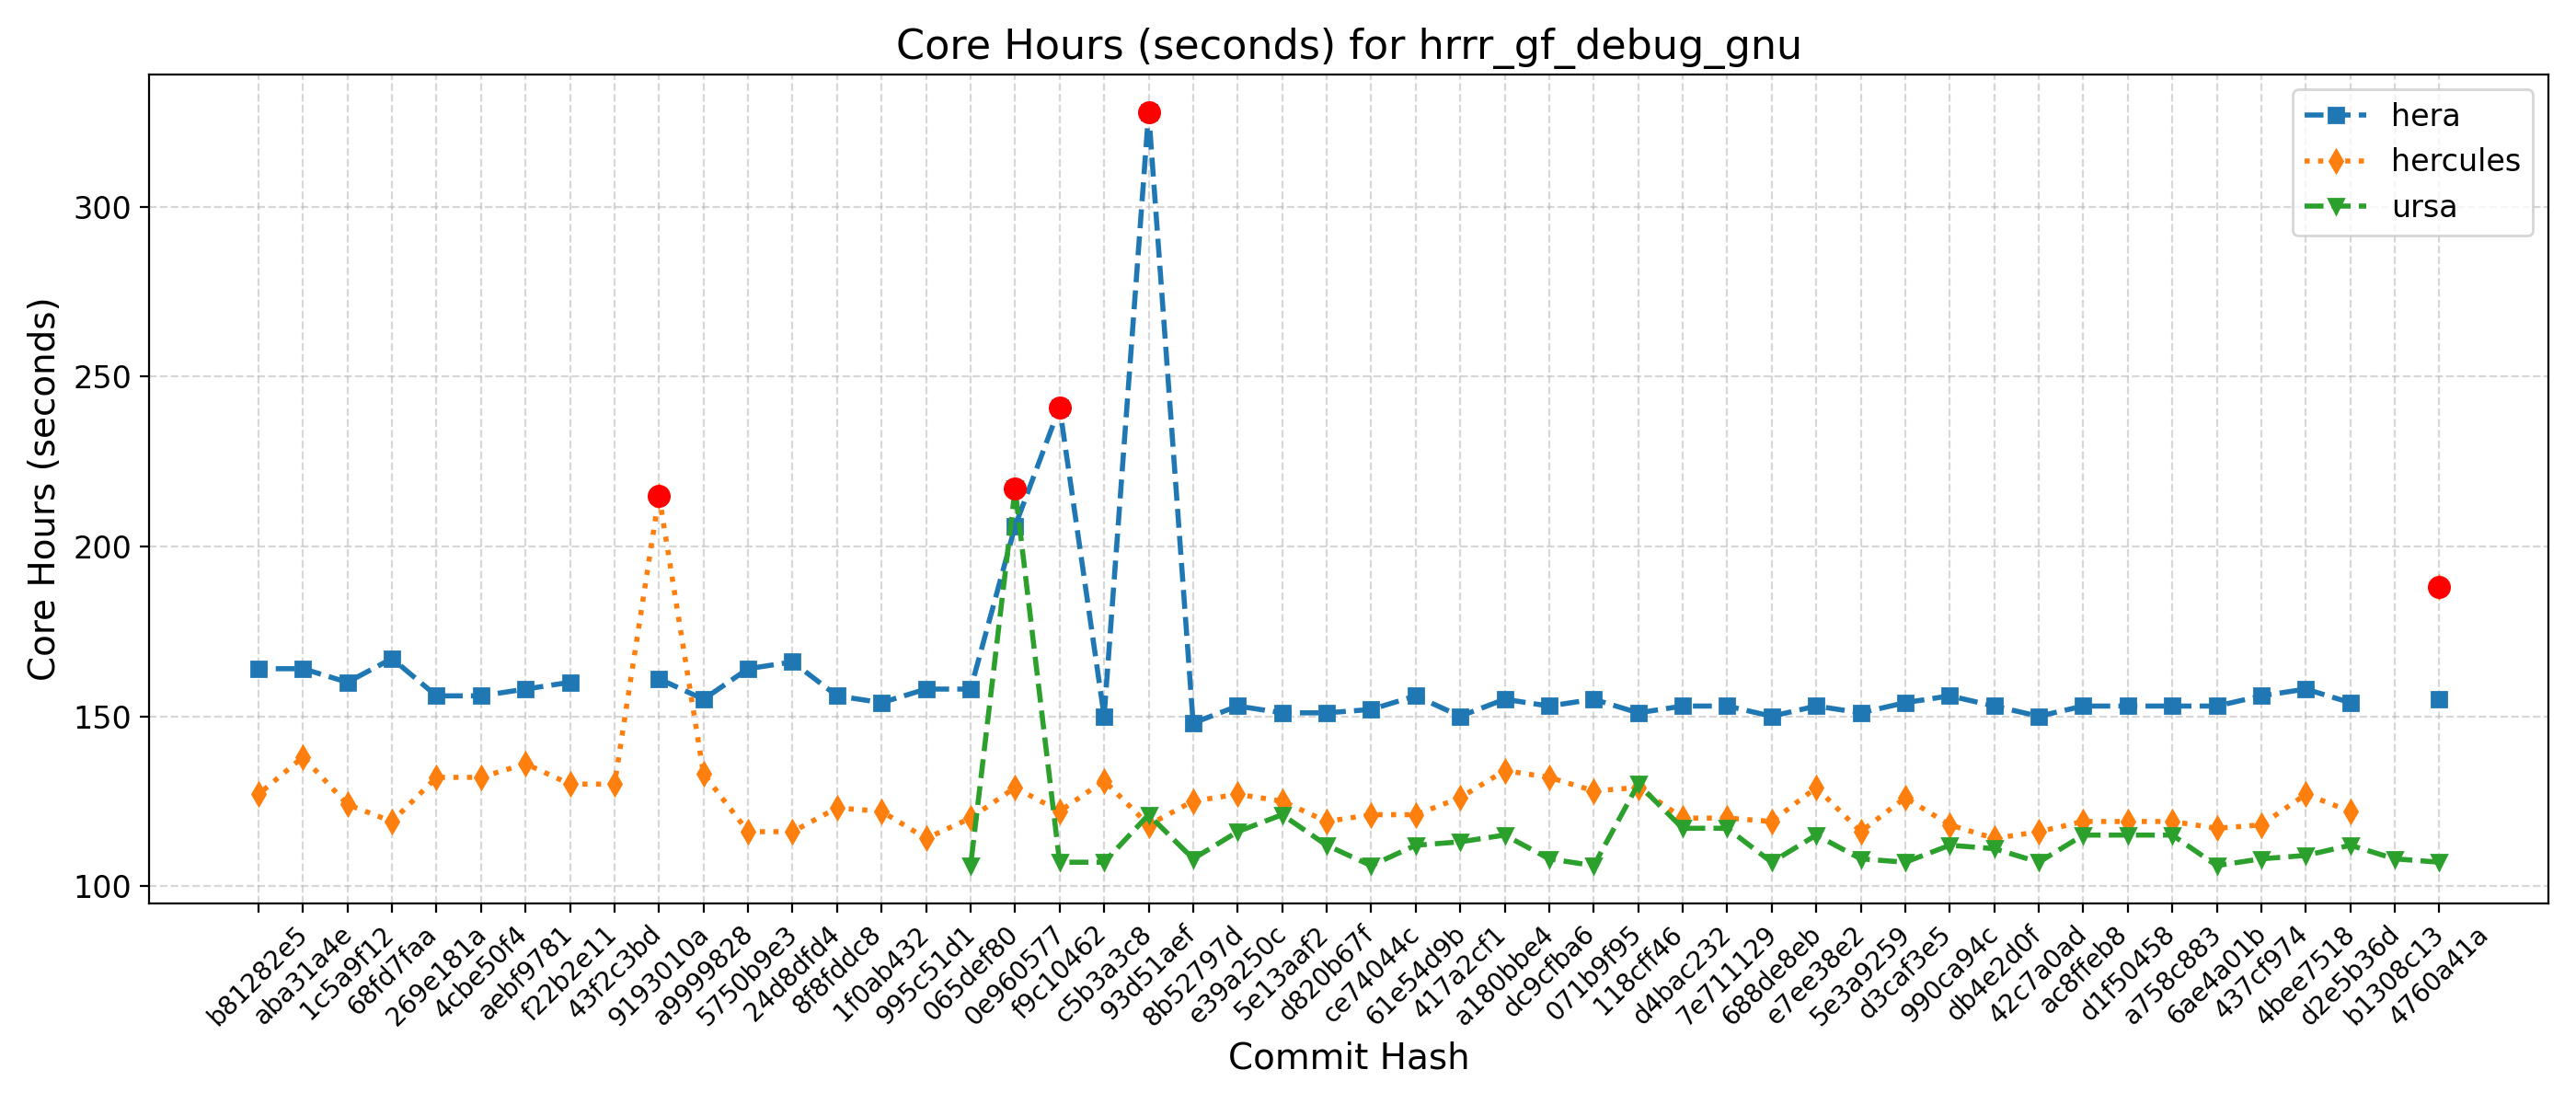 Core Hours (seconds) for hrrr_gf_debug_gnu
hera
hercules
ursa
Core Hours (seconds)
300
250
200
150
100
b81282e5
aba31a4e
1c5a9f12
68fd7faa
269e181a
4cbe50f4
aebf9781
f22b2e11
43f2c3bd
9193010a
a9999828
5750b9e3
24d8dfd4
8f8fddc8
1f0ab432
995c51d1
065def80
0e960577
f9c10462
c5b3a3c8
93d51aef
8b52797d
e39a250c
5e13aaf2
d820b67f
ce74044c
61e54d9b
417a2cf1
a180bbe4
dc9cfba6
071b9f95
118cff46
d4bac232
7e711129
688de8eb
e7ee38e2
5e3a9259
d3caf3e5
990ca94c
db4e2d0f
42c7a0ad
ac8ffeb8
d1f50458
a758c883
6ae4a01b
437cf974
4bee7518
d2e5b36d
b1308c13
4760a41a
Commit Hash